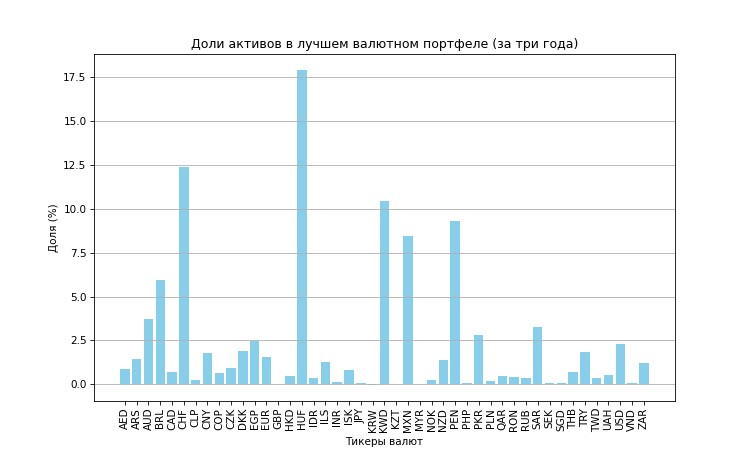 Доли активов в лучшем валютном портфеле (за три года)
Доля (%)
17.5
15.0
12.5
10.0
7.5
5.0
2.5
0.0
AED ARS AUD BRL CAD CHF CLP CNY COP CZK DKK EGP EUR GBP HKD HUF IDR ILS INR ISK JPY KRW KWD KZT MXN MYR NOK NZD PEN PHP PKR PLN QAR RON RUB SAR SEK SGD THB TRY TWD UAH USD VND ZAR
Тикеры валют